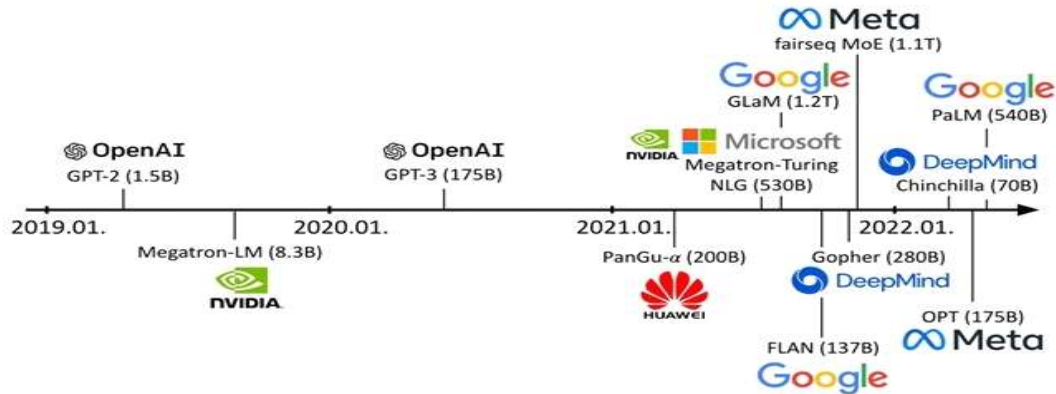 Meta
fairseq MoE (1.1T)
Google
GLaM (1.2T)
Google
PaLM (540B)
OpenAI
GPT-2 (1.5B)
OpenAI
GPT-3 (175B)
NVIDIA
Microsoft
Megatron-Turing
NLG (530B)
DeepMind
Chinchilla (70B)
2019.01.
2020.01.
2021.01.
2022.01.
Megatron-LM (8.3B)
NVIDIA
PanGu-α (200B)
HUAWEI
Gopher (280B)
DeepMind
OPT (175B)
Meta
FLAN (137B)
Google